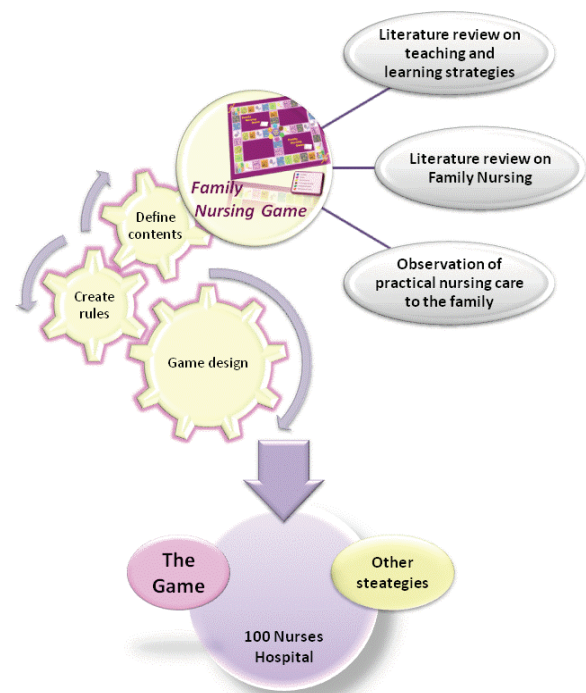 Literature review on
teaching and
learning strategies
Literature review on
Family Nursing
Observation of
practical nursing care
to the family
Family
Nursing Game
Define
contents
Create
rules
Game design
The
Game
Other
steategies
100 Nurses
Hospital